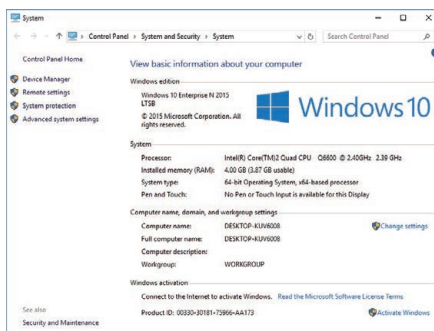 System
Control Panel › System and Security › System
Search Control Panel
Control Panel Home
Device Manager
Remote settings
System protection
Advanced system settings
See also
Security and Maintenance
View basic information about your computer
Windows edition
Windows 10 Enterprise N 2015
LTSB
© 2015 Microsoft Corporation. All
rights reserved.
Windows 10
System
Processor: Intel(R) Core(TM)2 Quad CPU Q6600 @ 2.40GHz 2.39 GHz
Installed memory (RAM): 4.00 GB (3.87 GB usable)
System type: 64-bit Operating System, x64-based processor
Pen and Touch: No Pen or Touch Input is available for this Display
Computer name, domain, and workgroup settings
Computer name: DESKTOP-KUV6008
Change settings
Full computer name: DESKTOP-KUV6008
Computer description:
Workgroup: WORKGROUP
Windows activation
Connect to the Internet to activate Windows. Read the Microsoft Software License Terms
Product ID: 00330-30181-75966-AA173
Activate Windows